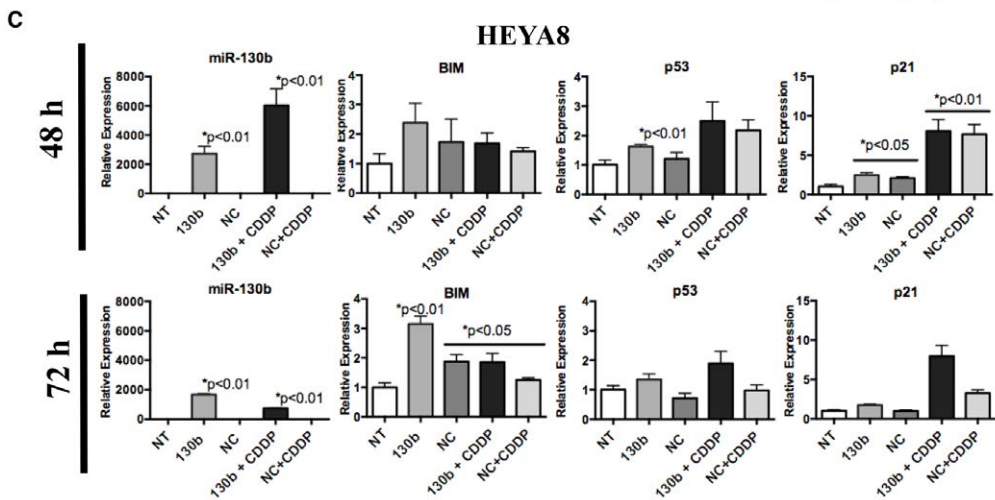 C
HEYA8
48 h
miR-130b
Relative Expression
8000
6000
4000
2000
0
*p<0.01
*p<0.01
NT
130b
NC
130b + CDDP
NC+CDDP
BIM
Relative Expression
4
3
2
1
0
NT
130b
NC
130b + CDDP
NC+CDDP
p53
Relative Expression
4
3
2
1
0
*p<0.01
NT
130b
NC
130b + CDDP
NC+CDDP
p21
Relative Expression
15
10
5
0
*p<0.05
*p<0.01
NT
130b
NC
130b + CDDP
NC+CDDP
72 h
miR-130b
Relative Expression
8000
6000
4000
2000
0
*p<0.01
*p<0.01
NT
130b
NC
130b + CDDP
NC+CDDP
BIM
Relative Expression
4
3
2
1
0
*p<0.01
*p<0.05
NT
130b
NC
130b + CDDP
NC+CDDP
p53
Relative Expression
4
3
2
1
0
NT
130b
NC
130b + CDDP
NC+CDDP
p21
Relative Expression
15
10
5
0
NT
130b
NC
130b + CDDP
NC+CDDP